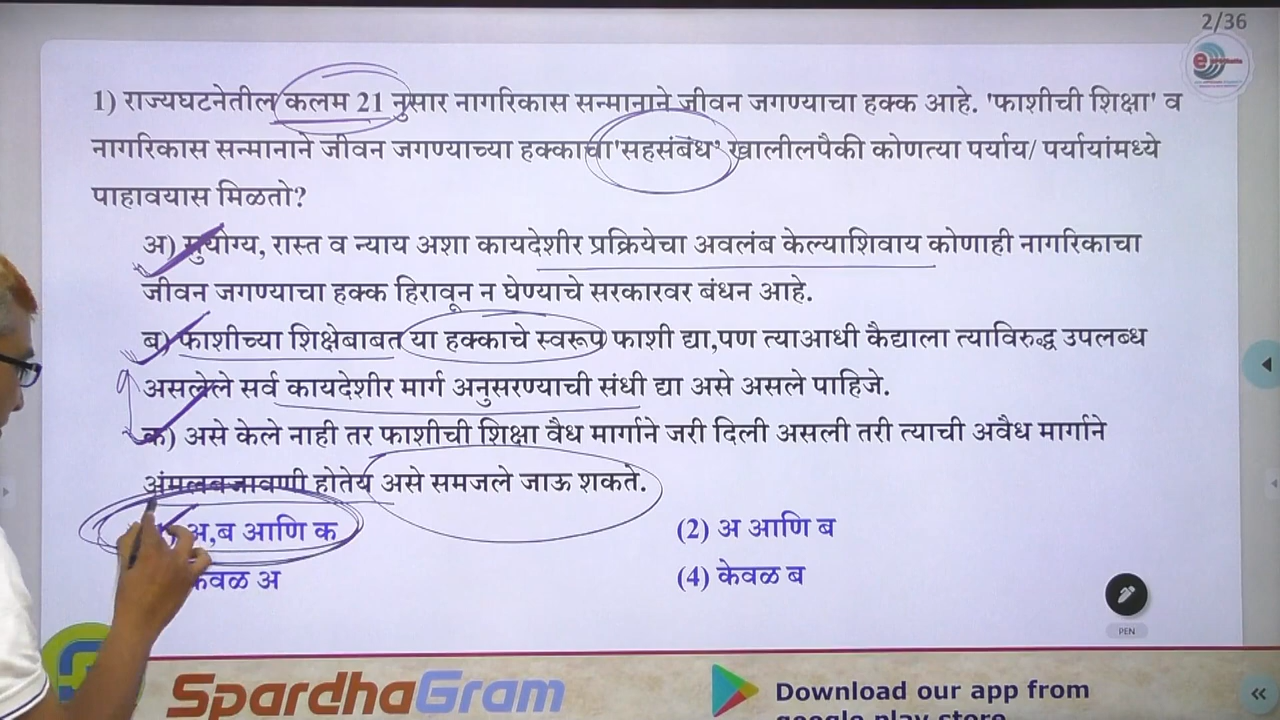 2/36
1) राज्यघटनेतील कलम 21 नुसार नागरिकास सन्मानाने जीवन जगण्याचा हक्क आहे. 'फाशीची शिक्षा' व
नागरिकास सन्मानाने जीवन जगण्याच्या हक्काचा'सहसंबंध' खालीलपैकी कोणत्या पर्याय/ पर्यायांमध्ये
पाहावयास मिळतो?
अ) सुयोग्य, रास्त व न्याय अशा कायदेशीर प्रक्रियेचा अवलंब केल्याशिवाय कोणाही नागरिकाचा
जीवन जगण्याचा हक्क हिरावून न घेण्याचे सरकारवर बंधन आहे.
ब) फाशीच्या शिक्षेबाबत या हक्काचे स्वरूप फाशी द्या,पण त्याआधी कैद्याला त्याविरुद्ध उपलब्ध
असलेले सर्व कायदेशीर मार्ग अनुसरण्याची संधी द्या असे असले पाहिजे.
क) असे केले नाही तर फाशीची शिक्षा वैध मार्गाने जरी दिली असली तरी त्याची अवैध मार्गाने
अंमलबजावणी होतेय असे समजले जाऊ शकते.
अ,ब आणि क (2) अ आणि ब
केवळ अ (4) केवळ ब
PEN
SpardhaGram
Download our app from
google play store